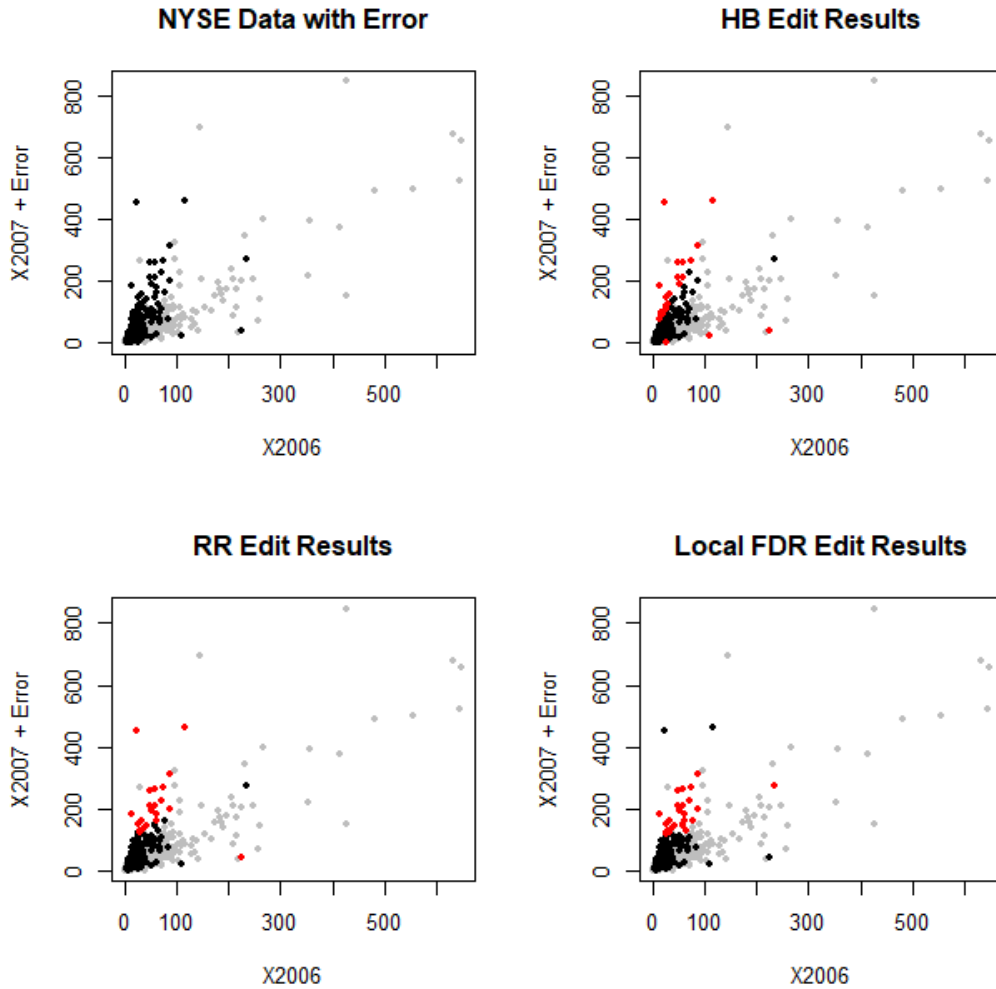 NYSE Data with Error
X2007 + Error
0 200 400 600 800
0 100 300 500
X2006
HB Edit Results
X2007 + Error
0 200 400 600 800
0 100 300 500
X2006
RR Edit Results
X2007 + Error
0 200 400 600 800
0 100 300 500
X2006
Local FDR Edit Results
X2007 + Error
0 200 400 600 800
0 100 300 500
X2006